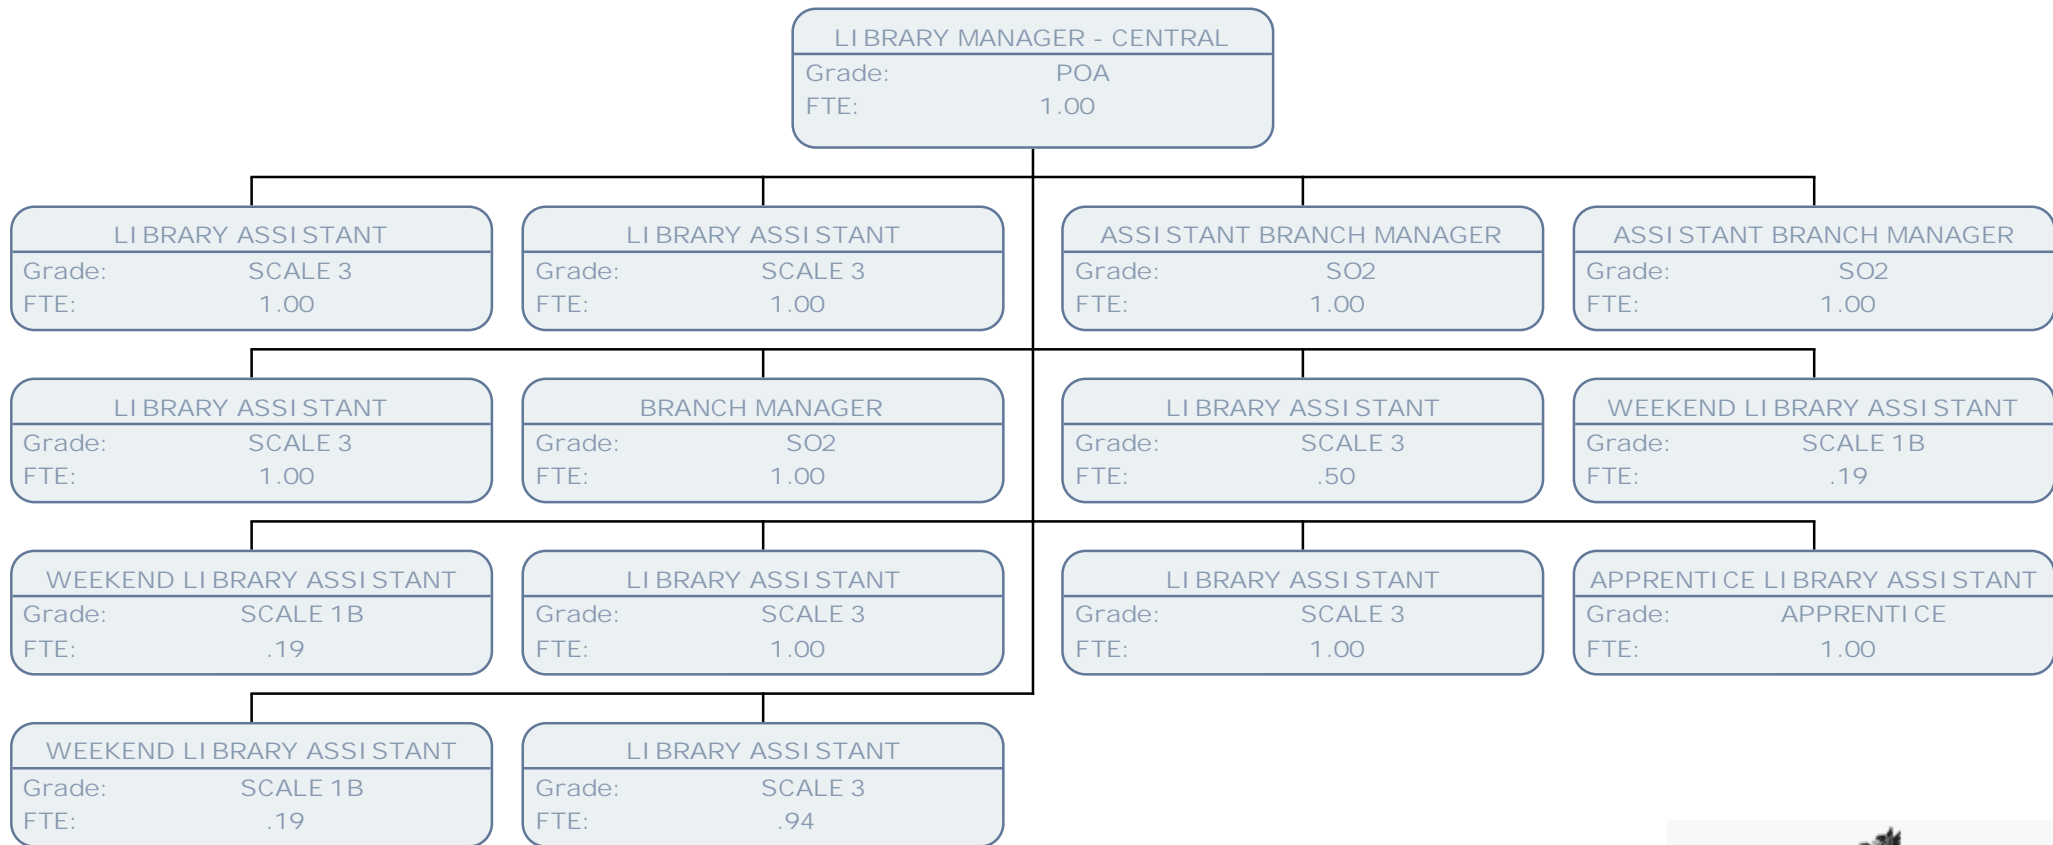 LIBRARY MANAGER - CENTRAL
Grade: POA
FTE: 1.00
LIBRARY ASSISTANT
Grade: SCALE 3
FTE: 1.00
LIBRARY ASSISTANT
Grade: SCALE 3
FTE: 1.00
ASSISTANT BRANCH MANAGER
Grade: SO2
FTE: 1.00
ASSISTANT BRANCH MANAGER
Grade: SO2
FTE: 1.00
LIBRARY ASSISTANT
Grade: SCALE 3
FTE: 1.00
BRANCH MANAGER
Grade: SO2
FTE: 1.00
LIBRARY ASSISTANT
Grade: SCALE 3
FTE: .50
WEEKEND LIBRARY ASSISTANT
Grade: SCALE 1B
FTE: .19
WEEKEND LIBRARY ASSISTANT
Grade: SCALE 1B
FTE: .19
LIBRARY ASSISTANT
Grade: SCALE 3
FTE: 1.00
LIBRARY ASSISTANT
Grade: SCALE 3
FTE: 1.00
APPRENTICE LIBRARY ASSISTANT
Grade: APPRENTICE
FTE: 1.00
WEEKEND LIBRARY ASSISTANT
Grade: SCALE 1B
FTE: .19
LIBRARY ASSISTANT
Grade: SCALE 3
FTE: .94